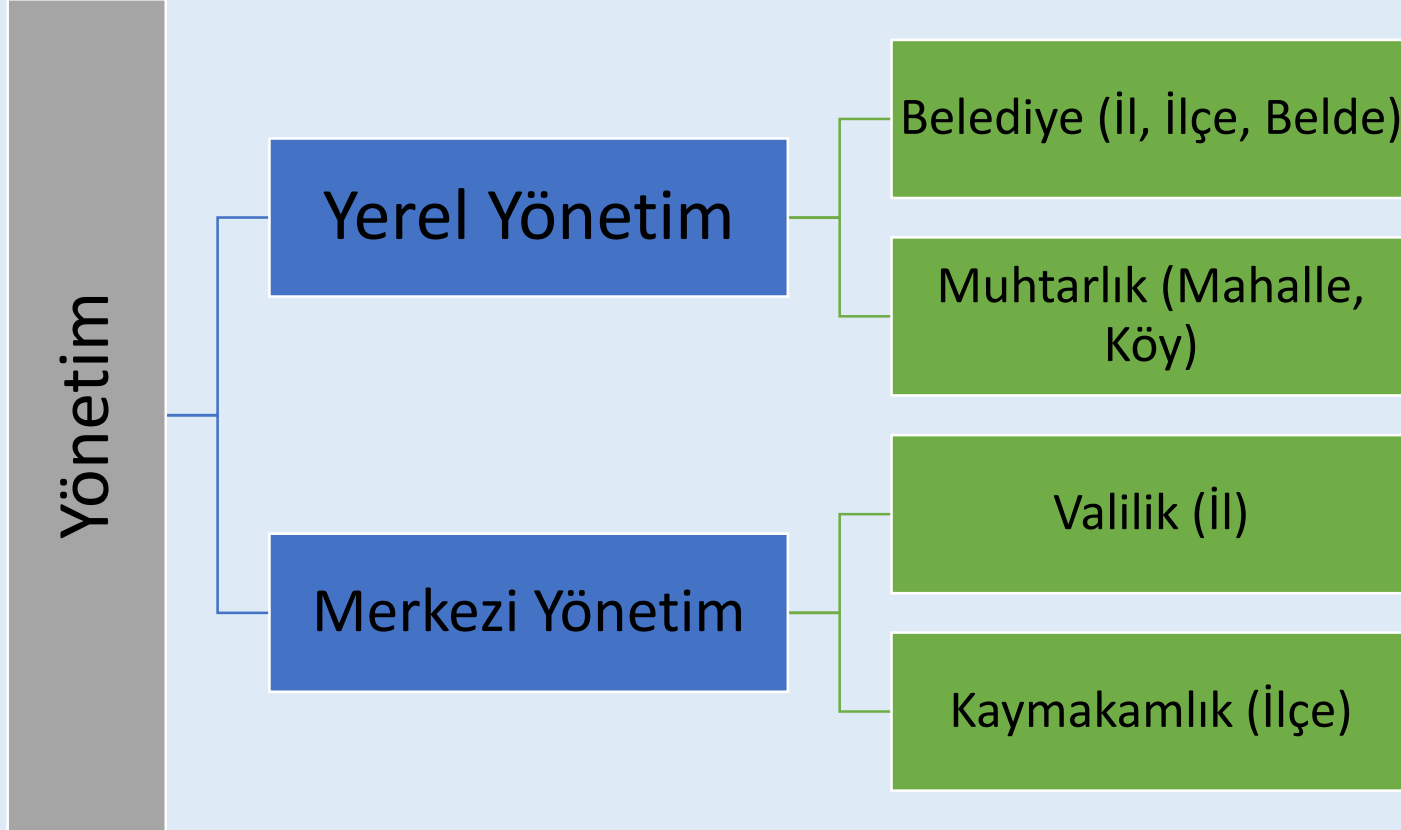 Yönetim
Yerel Yönetim
Belediye (İl, İlçe, Belde)
Muhtarlık (Mahalle,
Köy)
Merkezi Yönetim
Valilik (İl)
Kaymakamlık (İlçe)